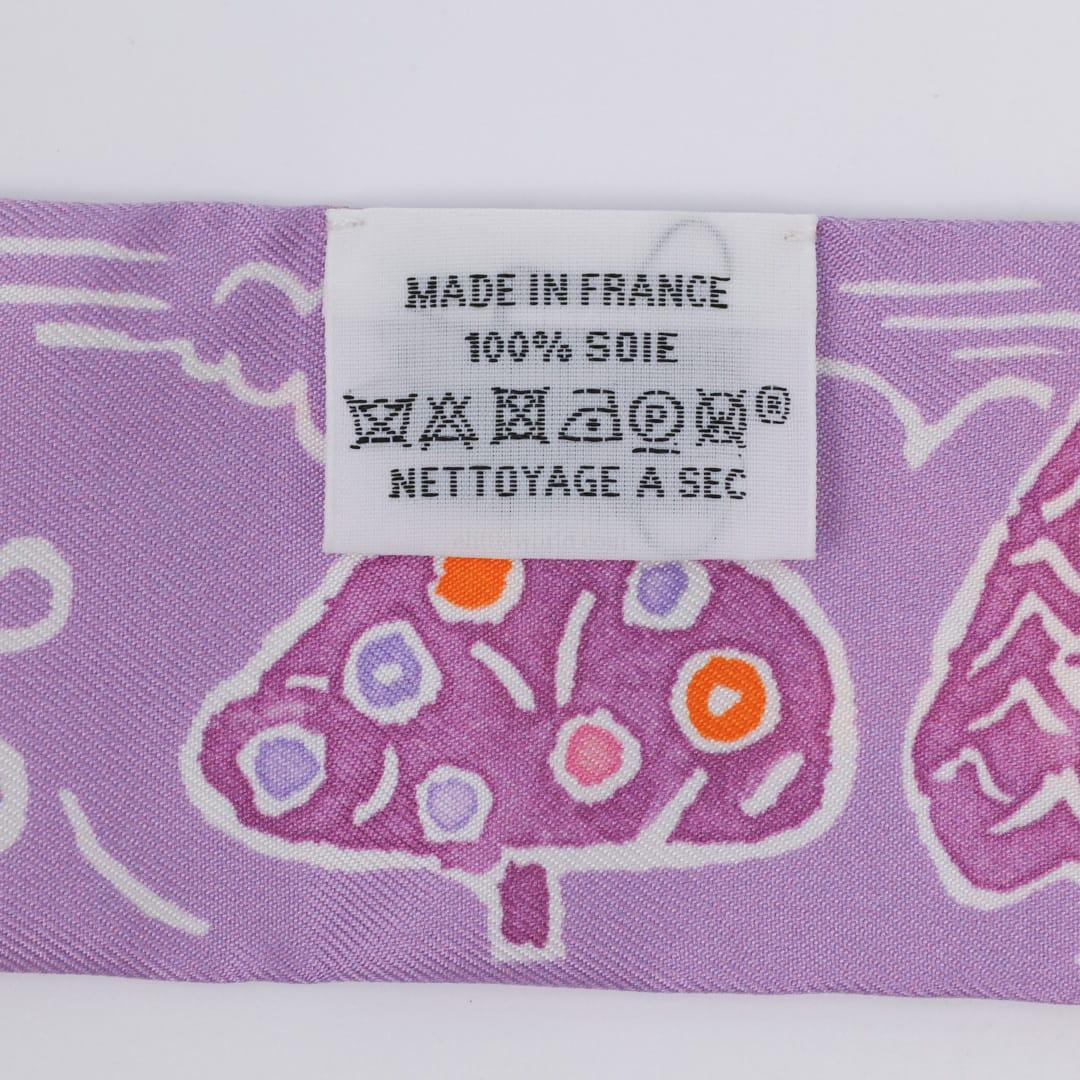 MADE IN FRANCE
100% SOIE
P W ®
NETTOYAGE A SEC